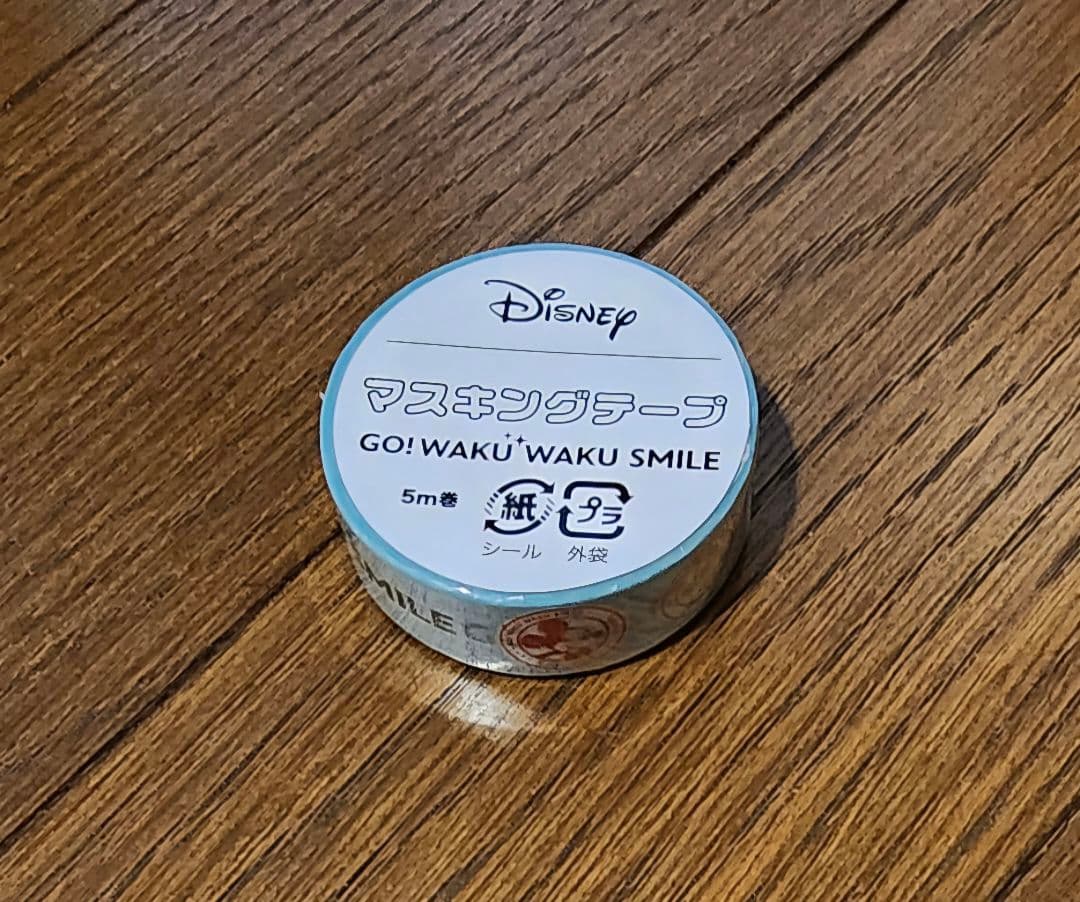 Disney
マスキングテープ
GO! WAKU WAKU SMILE
5m巻 紙 プラ
シール 外袋
MILE